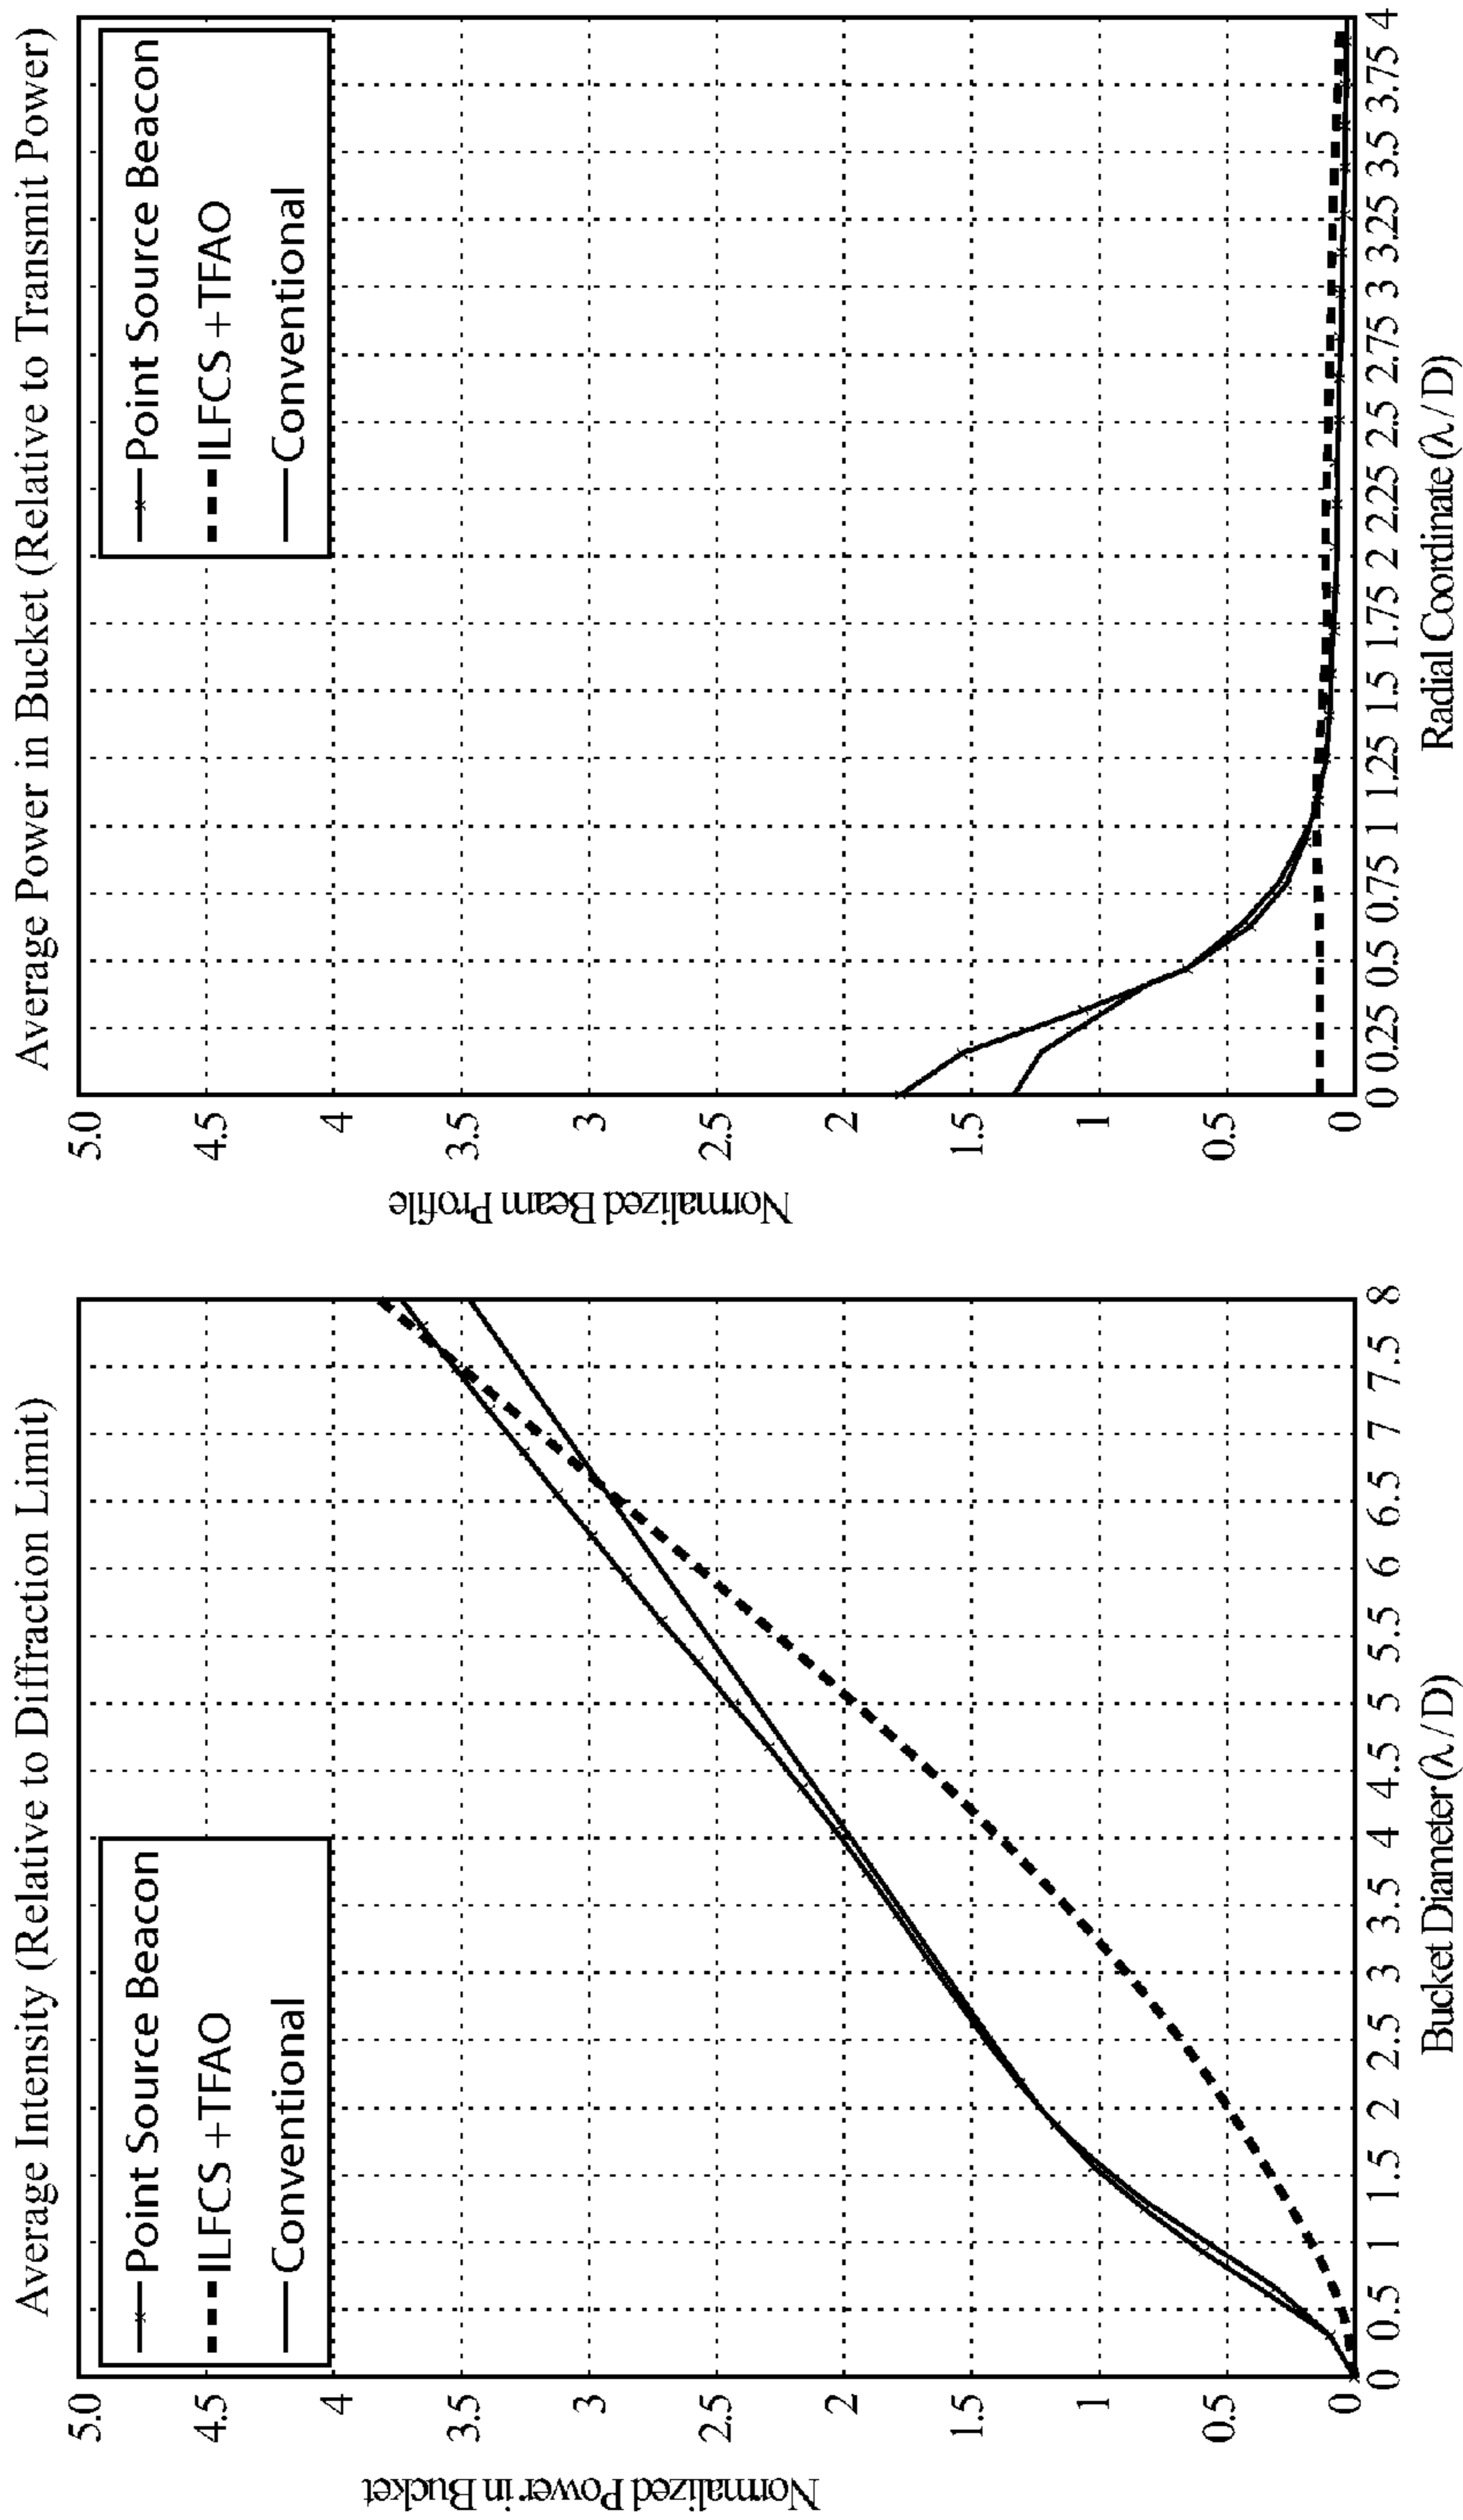 Average Intensity (Relative to Diffraction Limit)
Point Source Beacon
ILFCS + TFAO
Conventional
Normalized Power in Bucket
5.0
4.5
4
3.5
3
2.5
2
1.5
1
0.5
0
0 0.5 1 1.5 2 2.5 3 3.5 4 4.5 5 5.5 6 6.5 7 7.5 8
Bucket Diameter (λ / D)
Average Power in Bucket (Relative to Transmit Power)
Point Source Beacon
ILFCS + TFAO
Conventional
Normalized Beam Profile
5.0
4.5
4
3.5
3
2.5
2
1.5
1
0.5
0
0 0.25 0.5 0.75 1 1.25 1.5 1.75 2 2.25 2.5 2.75 3 3.25 3.5 3.75 4
Radial Coordinate (λ / D)